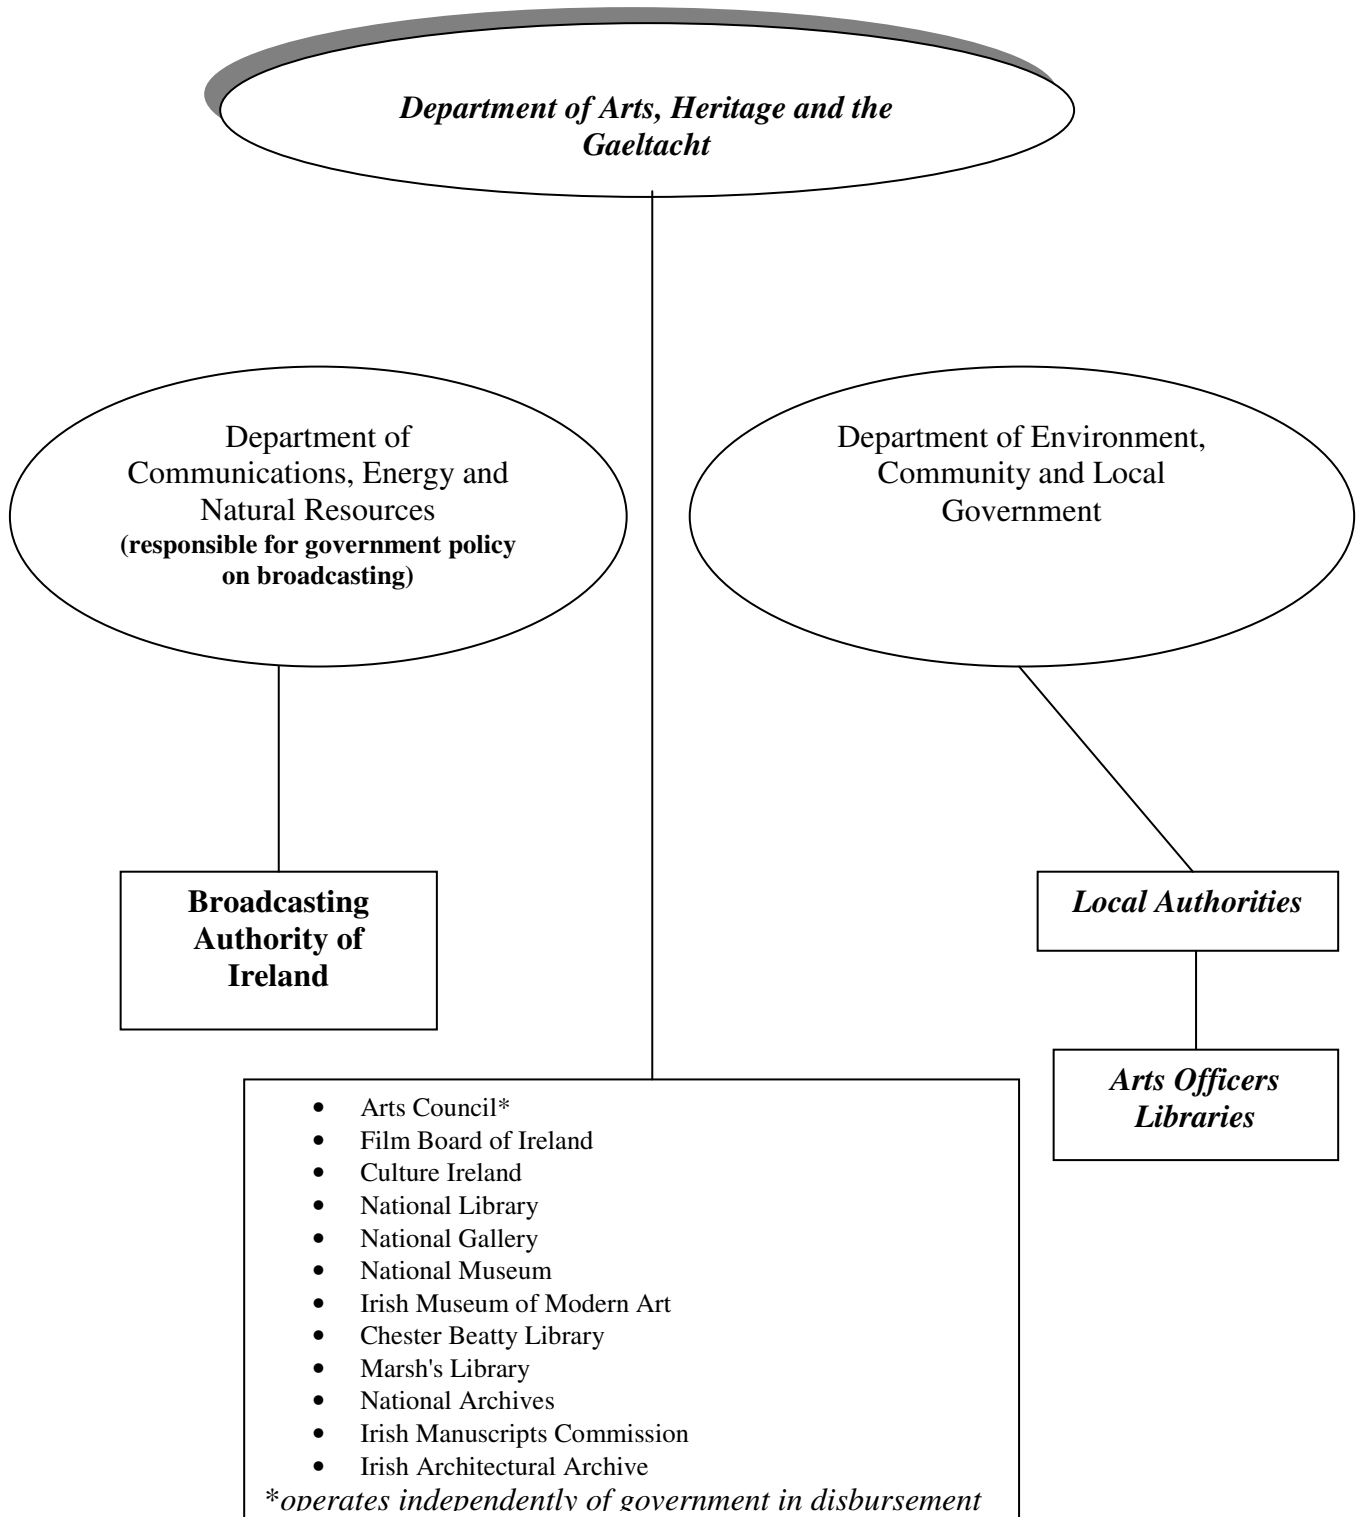 Department of Arts, Heritage and the
Gaeltacht
Department of
Communications, Energy and
Natural Resources
(responsible for government policy
on broadcasting)
Department of Environment,
Community and Local
Government
Broadcasting
Authority of
Ireland
Local Authorities
Arts Officers
Libraries
• Arts Council*
• Film Board of Ireland
• Culture Ireland
• National Library
• National Gallery
• National Museum
• Irish Museum of Modern Art
• Chester Beatty Library
• Marsh's Library
• National Archives
• Irish Manuscripts Commission
• Irish Architectural Archive
*operates independently of government in disbursement